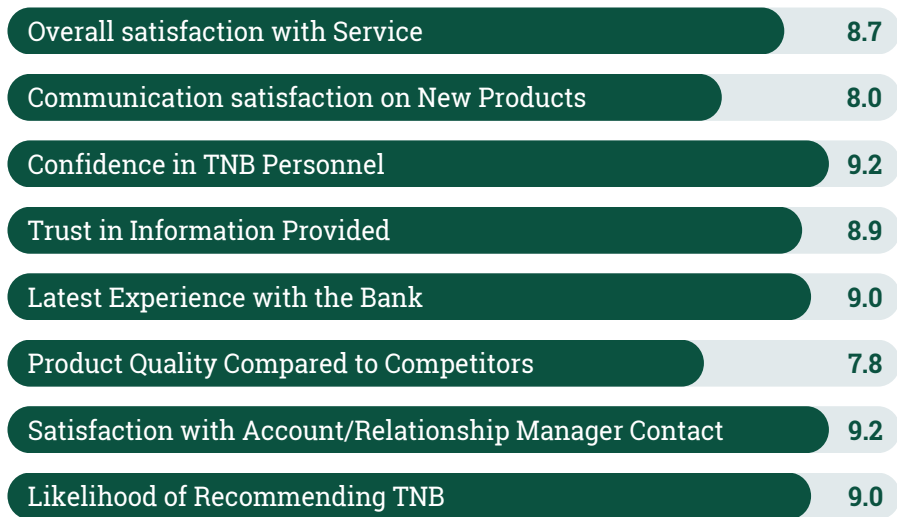 Overall satisfaction with Service 8.7
Communication satisfaction on New Products 8.0
Confidence in TNB Personnel 9.2
Trust in Information Provided 8.9
Latest Experience with the Bank 9.0
Product Quality Compared to Competitors 7.8
Satisfaction with Account/Relationship Manager Contact 9.2
Likelihood of Recommending TNB 9.0